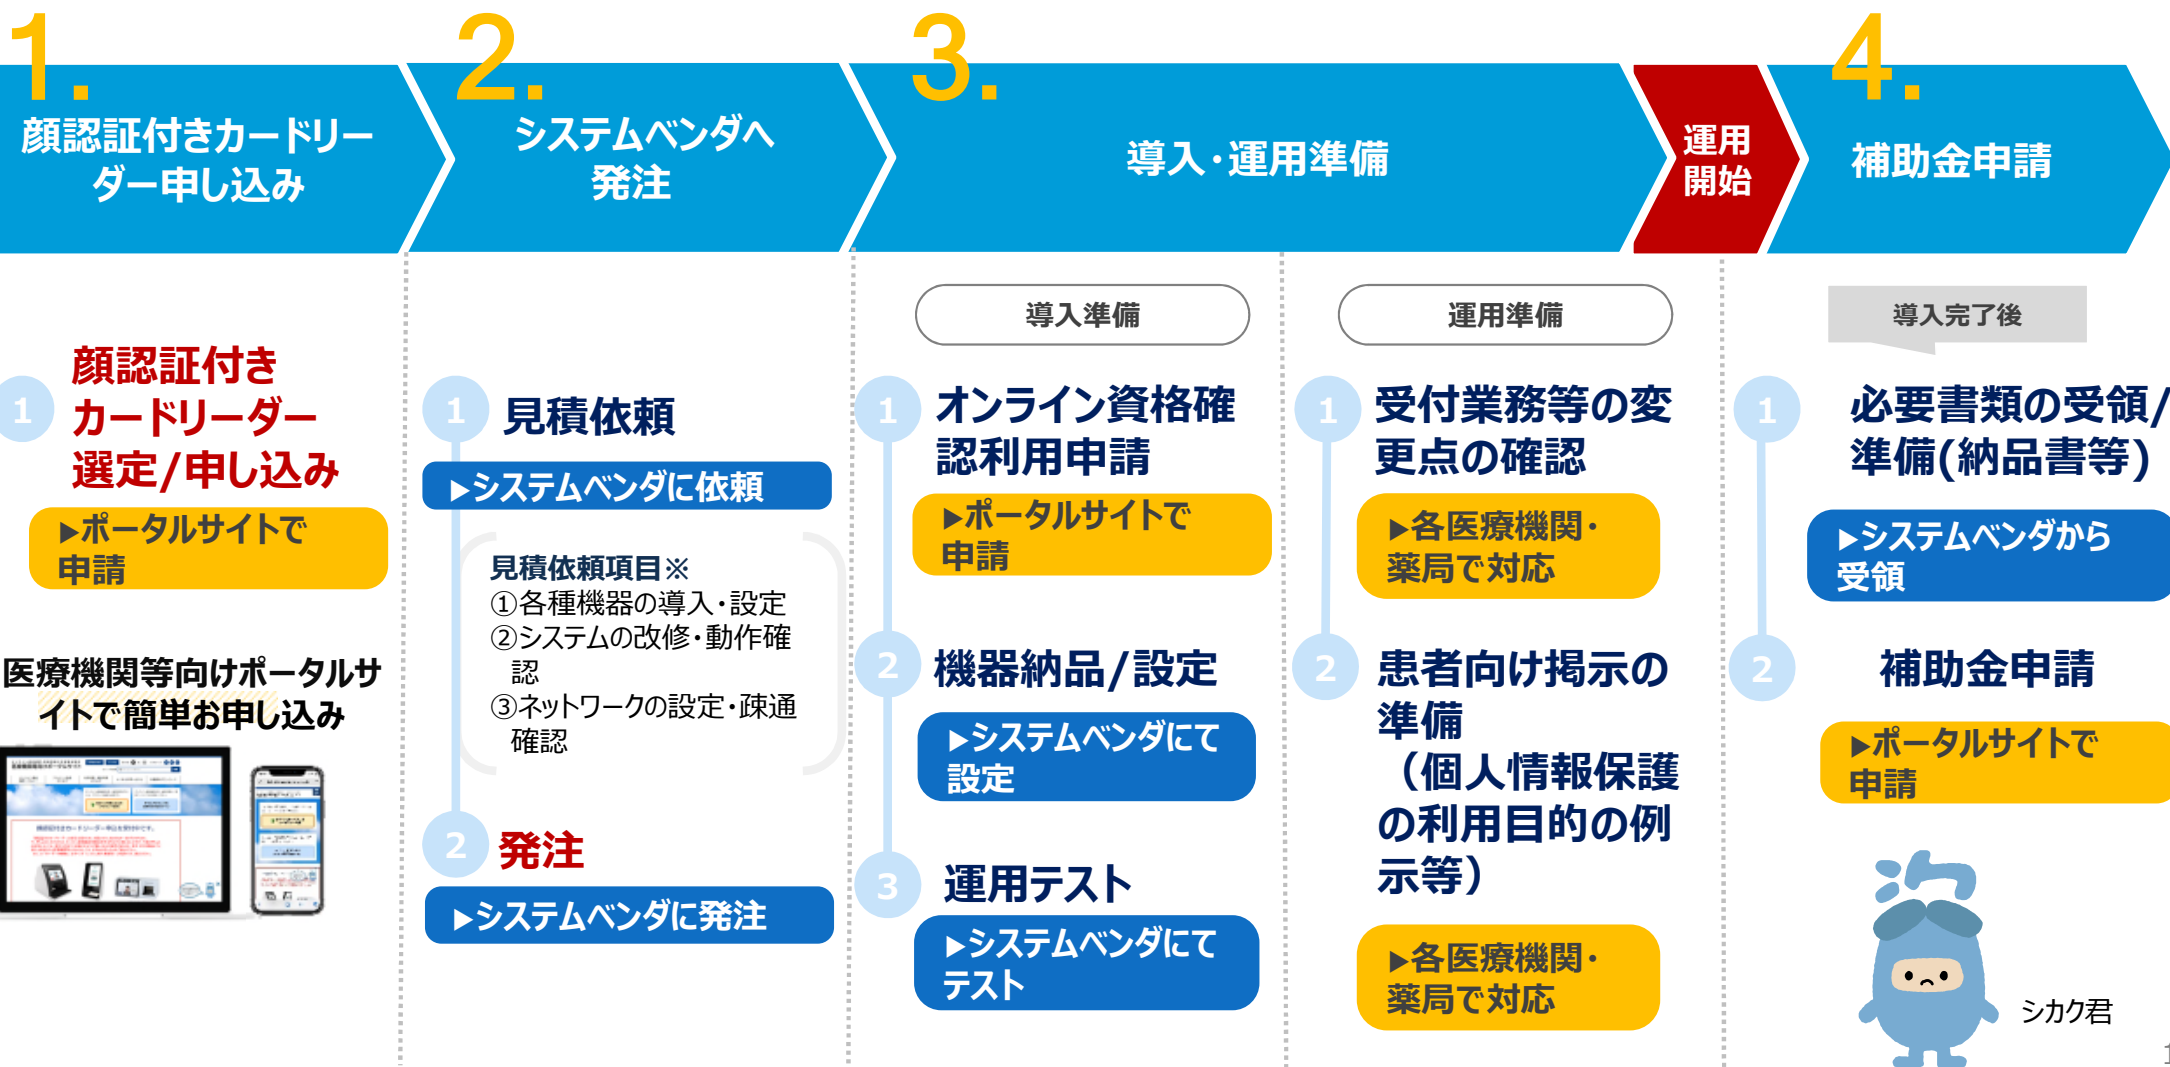 1.
顔認証付きカードリー
ダー申し込み
2.
システムベンダへ
発注
3.
導入・運用準備
運用
開始
4.
補助金申請
1
顔認証付き
カードリーダー
選定/申し込み
▶ポータルサイトで
申請
医療機関等向けポータルサ
イトで簡単お申し込み
1
見積依頼
▶システムベンダに依頼
見積依頼項目※
①各種機器の導入・設定
②システムの改修・動作確
認
③ネットワークの設定・疎通
確認
2
発注
▶システムベンダに発注
導入準備
1
オンライン資格確
認利用申請
▶ポータルサイトで
申請
2
機器納品/設定
▶システムベンダにて
設定
3
運用テスト
▶システムベンダにて
テスト
運用準備
1
受付業務等の変
更点の確認
▶各医療機関・
薬局で対応
2
患者向け掲示の
準備
（個人情報保護
の利用目的の例
示等）
▶各医療機関・
薬局で対応
導入完了後
1
必要書類の受領/
準備(納品書等)
▶システムベンダから
受領
2
補助金申請
▶ポータルサイトで
申請
シカク君